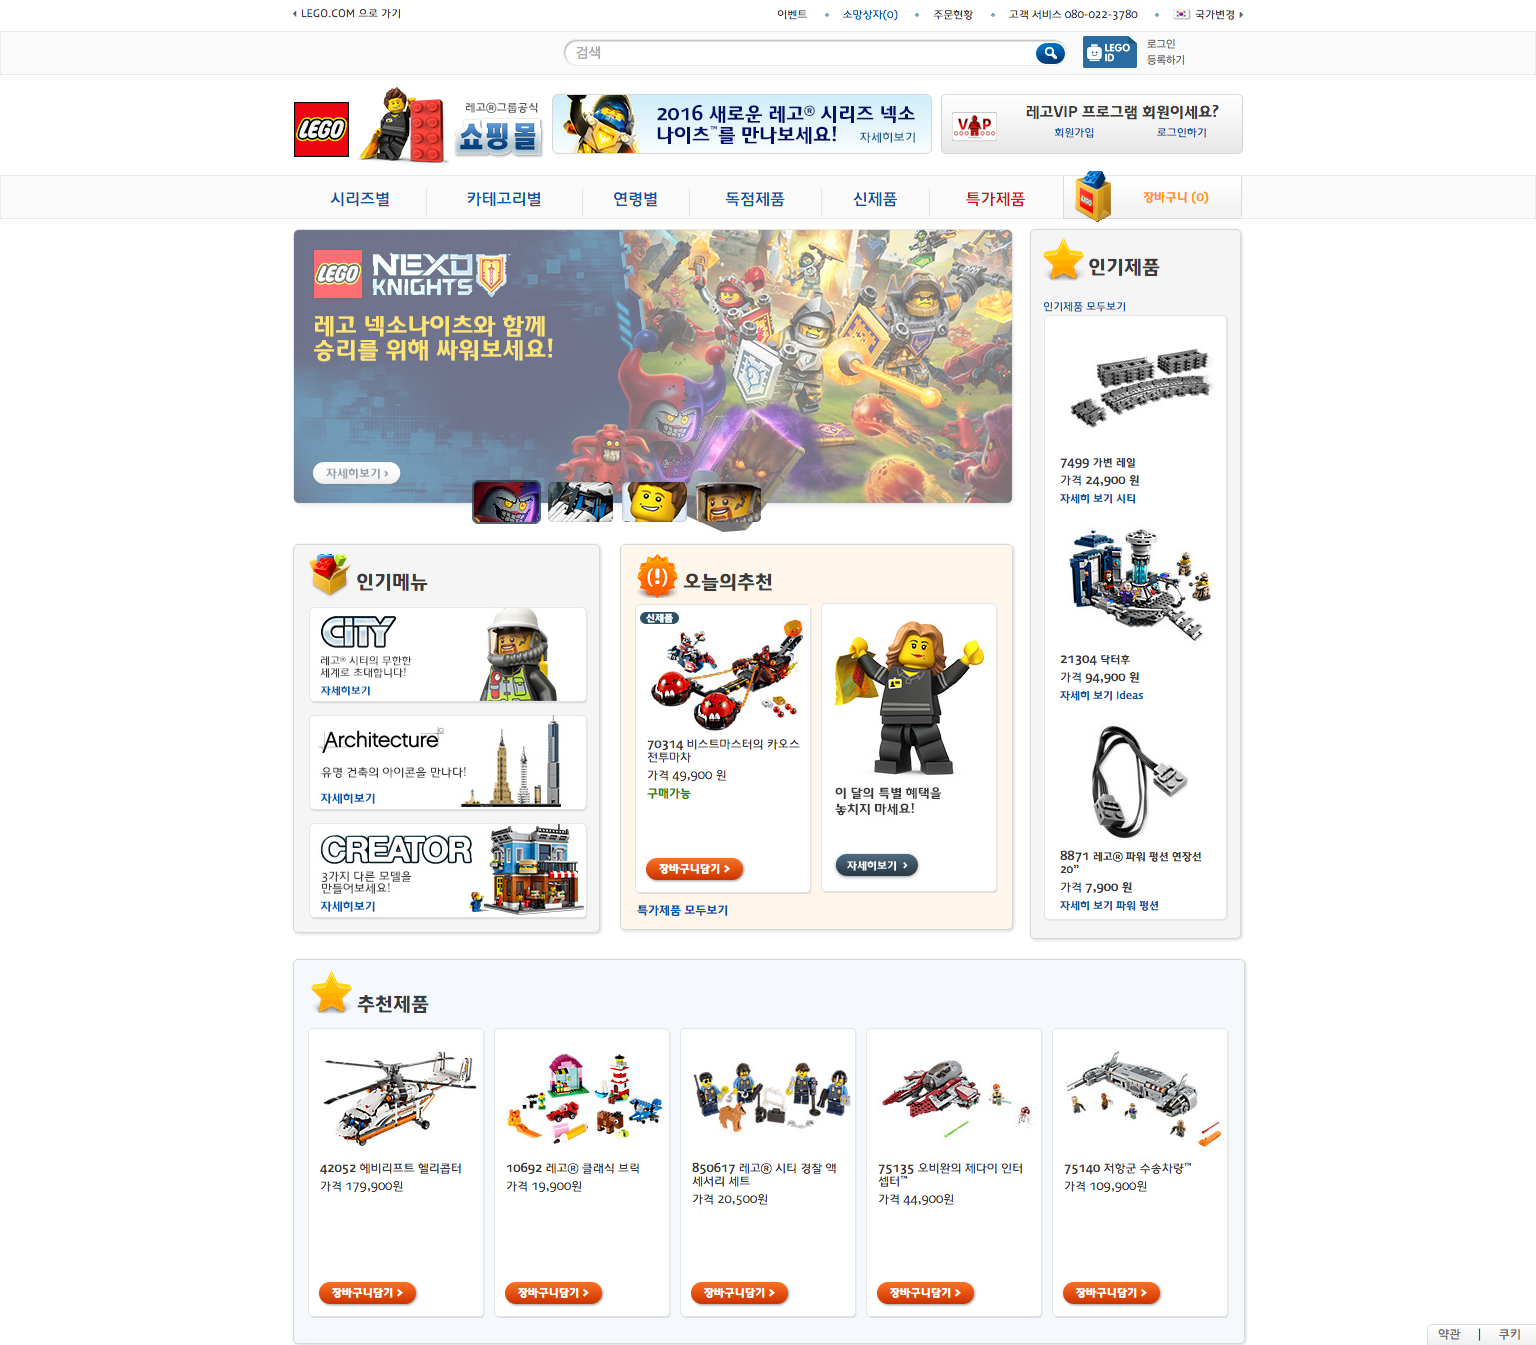 LEGO.COM 으로 가기
이벤트
소망상자(0)
주문현황
고객 서비스 080-022-3780
국가변경
검색
LEGO
ID
로그인
등록하기
LEGO
레고®그룹공식
쇼핑몰
2016 새로운 레고® 시리즈 넥소
나이츠™를 만나보세요!
자세히보기
VIP
레고VIP 프로그램 회원이세요?
회원가입
로그인하기
시리즈별
카테고리별
연령별
독점제품
신제품
특가제품
LEGO
장바구니 (0)
LEGO
NEXO
KNIGHTS
레고 넥소나이츠와 함께
승리를 위해 싸워보세요!
자세히보기 >
인기제품
인기제품 모두보기
7499 가변 레일
가격 24,900 원
자세히 보기 시티
21304 닥터후
가격 94,900 원
자세히 보기 Ideas
8871 레고® 파워 펑션 연장선
20”
가격 7,900 원
자세히 보기 파워 펑션
인기메뉴
CITY
레고® 시티의 무한한
세계로 초대합니다!
자세히보기
Architecture
유명 건축의 아이콘을 만나다!
자세히보기
CREATOR
3가지 다른 모델을
만들어보세요!
자세히보기
오늘의추천
신제품
70314 비스트마스터의 카오스
전투마차
가격 49,900 원
구매가능
장바구니담기 >
이 달의 특별 혜택을
놓치지 마세요!
자세히보기 >
특가제품 모두보기
추천제품
42052 헤비리프트 헬리콥터
가격 179,900원
장바구니담기 >
10692 레고® 클래식 브릭
가격 19,900원
장바구니담기 >
850617 레고® 시티 경찰 액
세서리 세트
가격 20,500원
장바구니담기 >
75135 오비완의 제다이 인터
셉터™
가격 44,900원
장바구니담기 >
75140 저항군 수송차량™
가격 109,900원
장바구니담기 >
약관 | 쿠키